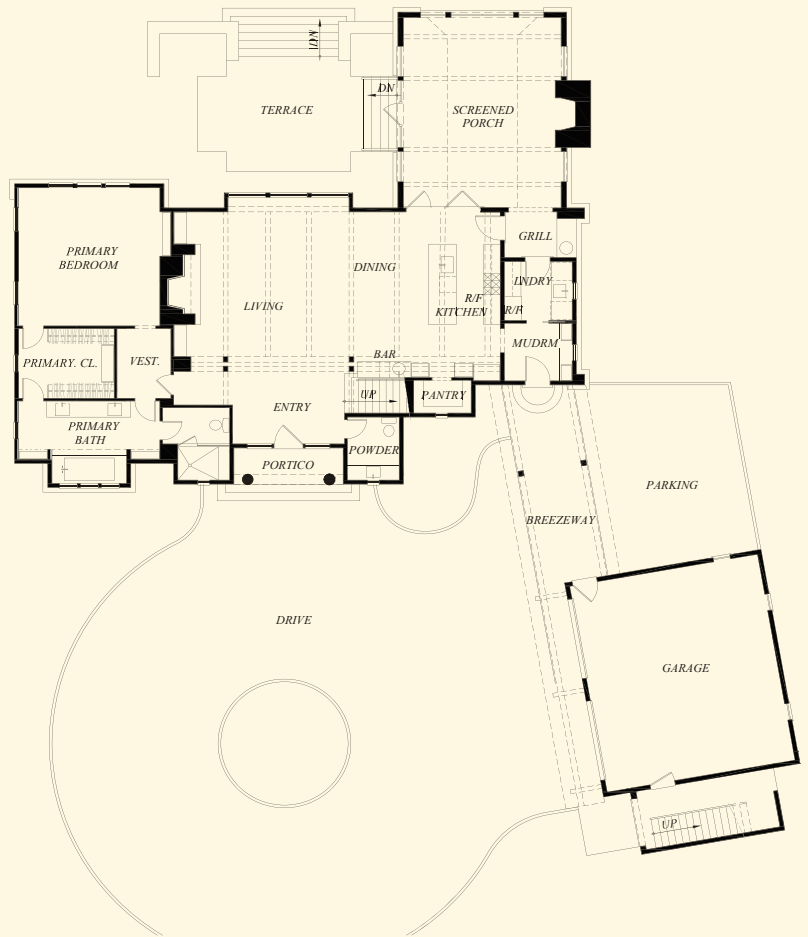 DN
DN
TERRACE
SCREENED
PORCH
PRIMARY
BEDROOM
GRILL
DINING
LNDRY
LIVING
R/F
KITCHEN
R/F
MUDRM
BAR
PRIMARY. CL.
VEST.
UP
PANTRY
ENTRY
PRIMARY
BATH
POWDER
PORTICO
PARKING
BREEZEWAY
DRIVE
GARAGE
UP